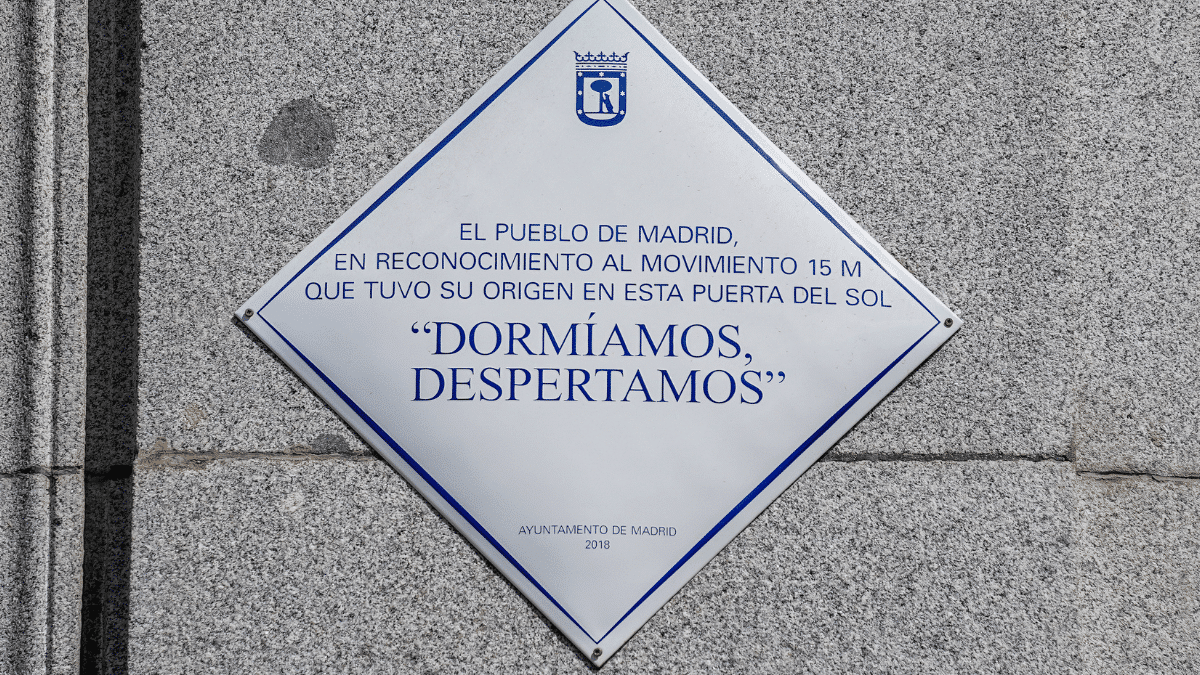 EL PUEBLO DE MADRID,
EN RECONOCIMIENTO AL MOVIMIENTO 15 M
QUE TUVO SU ORIGEN EN ESTA PUERTA DEL SOL
“DORMÍAMOS,
DESPERTAMOS”
AYUNTAMENTO DE MADRID
2018